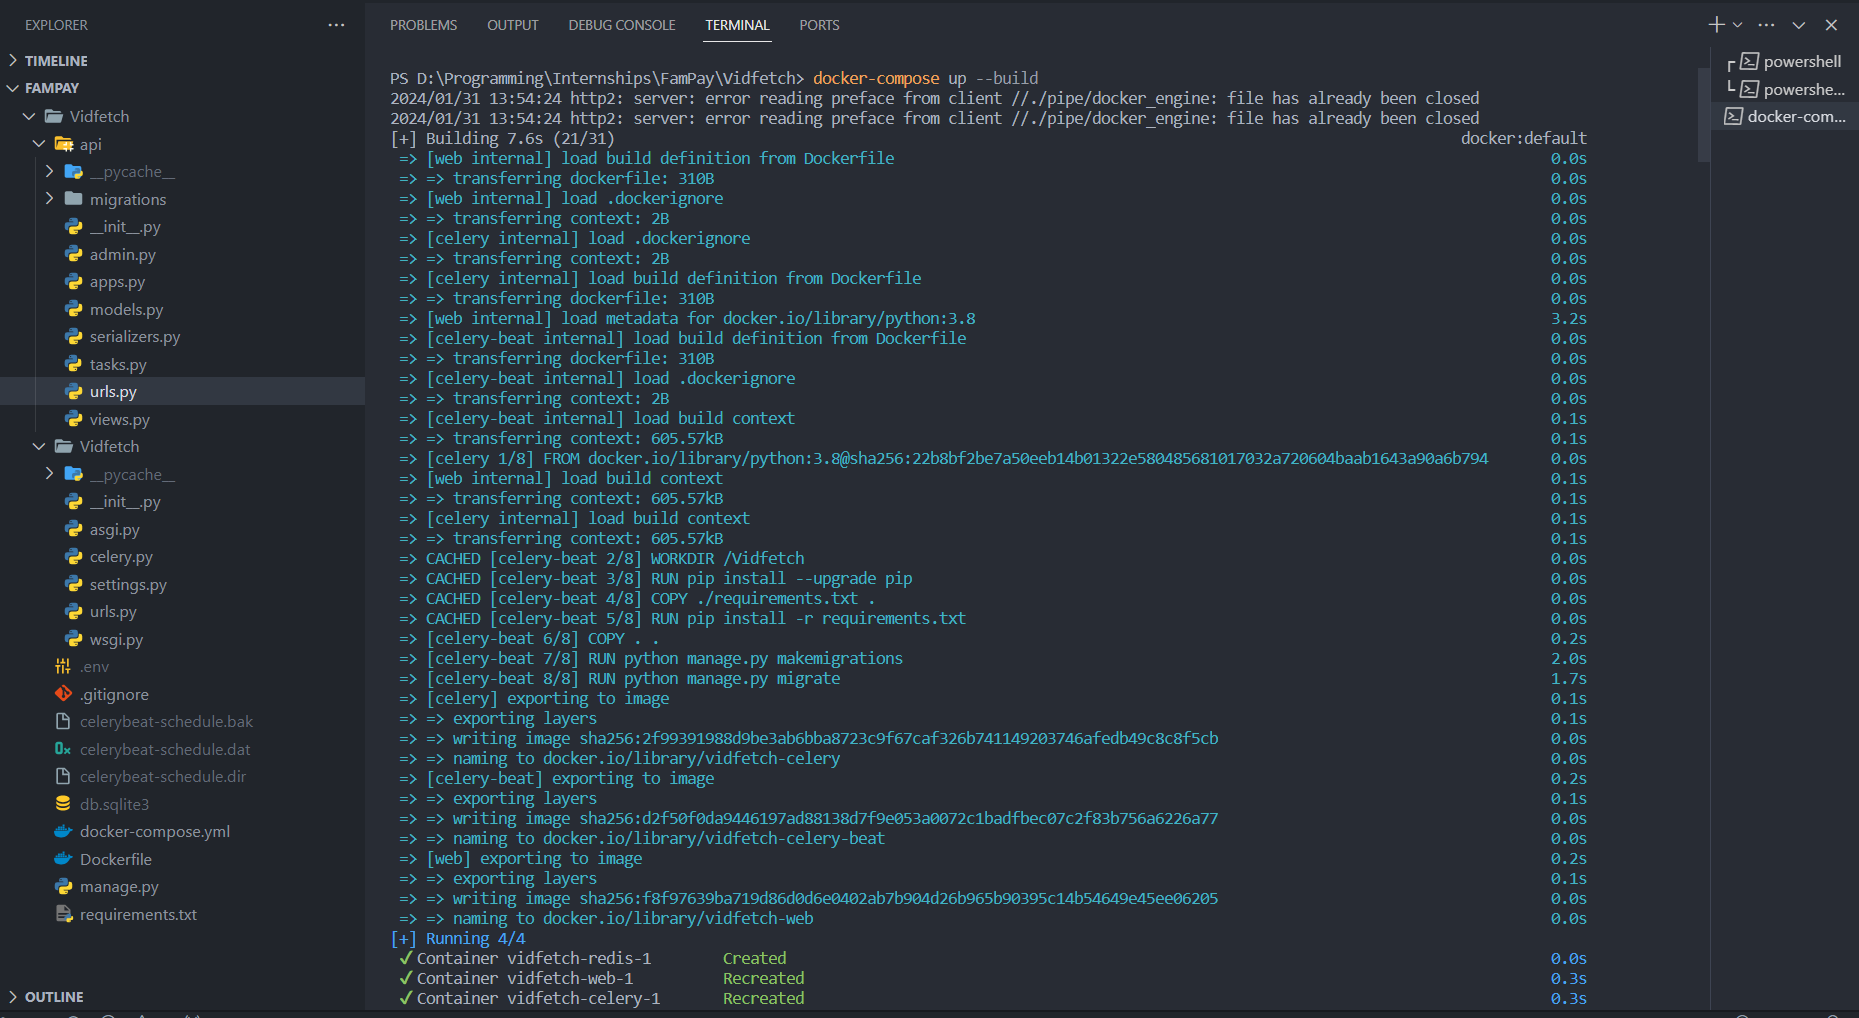 EXPLORER
TIMELINE
FAMPAY
Vidfetch
api
__pycache__
migrations
__init__.py
admin.py
apps.py
models.py
serializers.py
tasks.py
urls.py
views.py
Vidfetch
__pycache__
__init__.py
asgi.py
celery.py
settings.py
urls.py
wsgi.py
.env
.gitignore
celerybeat-schedule.bak
celerybeat-schedule.dat
celerybeat-schedule.dir
db.sqlite3
docker-compose.yml
Dockerfile
manage.py
requirements.txt
OUTLINE
PROBLEMS OUTPUT DEBUG CONSOLE TERMINAL PORTS
PS D:\Programming\Internships\FamPay\Vidfetch> docker-compose up --build
2024/01/31 13:54:24 http2: server: error reading preface from client //./pipe/docker_engine: file has already been closed
2024/01/31 13:54:24 http2: server: error reading preface from client //./pipe/docker_engine: file has already been closed
[+] Building 7.6s (21/31) docker:default
=> [web internal] load build definition from Dockerfile 0.0s
=> => transferring dockerfile: 310B 0.0s
=> [web internal] load .dockerignore 0.0s
=> => transferring context: 2B 0.0s
=> [celery internal] load .dockerignore 0.0s
=> => transferring context: 2B 0.0s
=> [celery internal] load build definition from Dockerfile 0.0s
=> => transferring dockerfile: 310B 0.0s
=> [web internal] load metadata for docker.io/library/python:3.8 3.2s
=> [celery-beat internal] load build definition from Dockerfile 0.0s
=> => transferring dockerfile: 310B 0.0s
=> [celery-beat internal] load .dockerignore 0.0s
=> => transferring context: 2B 0.0s
=> [celery-beat internal] load build context 0.1s
=> => transferring context: 605.57kB 0.1s
=> [celery 1/8] FROM docker.io/library/python:3.8@sha256:22b8bf2be7a50eeb14b01322e580485681017032a720604baab1643a90a6b794 0.0s
=> [web internal] load build context 0.1s
=> => transferring context: 605.57kB 0.1s
=> [celery internal] load build context 0.1s
=> => transferring context: 605.57kB 0.1s
=> CACHED [celery-beat 2/8] WORKDIR /Vidfetch 0.0s
=> CACHED [celery-beat 3/8] RUN pip install --upgrade pip 0.0s
=> CACHED [celery-beat 4/8] COPY ./requirements.txt . 0.0s
=> CACHED [celery-beat 5/8] RUN pip install -r requirements.txt 0.0s
=> [celery-beat 6/8] COPY . . 0.2s
=> [celery-beat 7/8] RUN python manage.py makemigrations 2.0s
=> [celery-beat 8/8] RUN python manage.py migrate 1.7s
=> [celery] exporting to image 0.1s
=> => exporting layers 0.1s
=> => writing image sha256:2f99391988d9be3ab6bba8723c9f67caf326b741149203746afedb49c8c8f5cb 0.0s
=> => naming to docker.io/library/vidfetch-celery 0.0s
=> [celery-beat] exporting to image 0.2s
=> => exporting layers 0.1s
=> => writing image sha256:d2f50f0da9446197ad88138d7f9e053a0072c1badfbec07c2f83b756a6226a77 0.0s
=> => naming to docker.io/library/vidfetch-celery-beat 0.0s
=> [web] exporting to image 0.2s
=> => exporting layers 0.1s
=> => writing image sha256:f8f97639ba719d86d0d6e0402ab7b904d26b965b90395c14b54649e45ee06205 0.0s
=> => naming to docker.io/library/vidfetch-web 0.0s
[+] Running 4/4
✔ Container vidfetch-redis-1 Created 0.0s
✔ Container vidfetch-web-1 Recreated 0.3s
✔ Container vidfetch-celery-1 Recreated 0.3s
powershell
powershe...
docker-com...